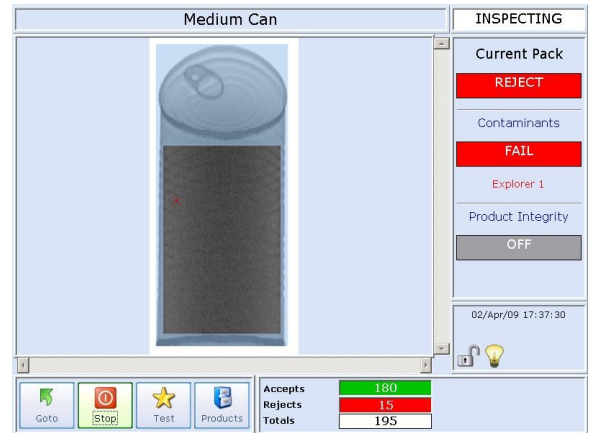 Medium Can
INSPECTING
Current Pack
REJECT
Contaminants
FAIL
Explorer 1
Product Integrity
OFF
02/Apr/09 17:37:30
Goto
Stop
Test
Products
Accepts 180
Rejects 15
Totals 195